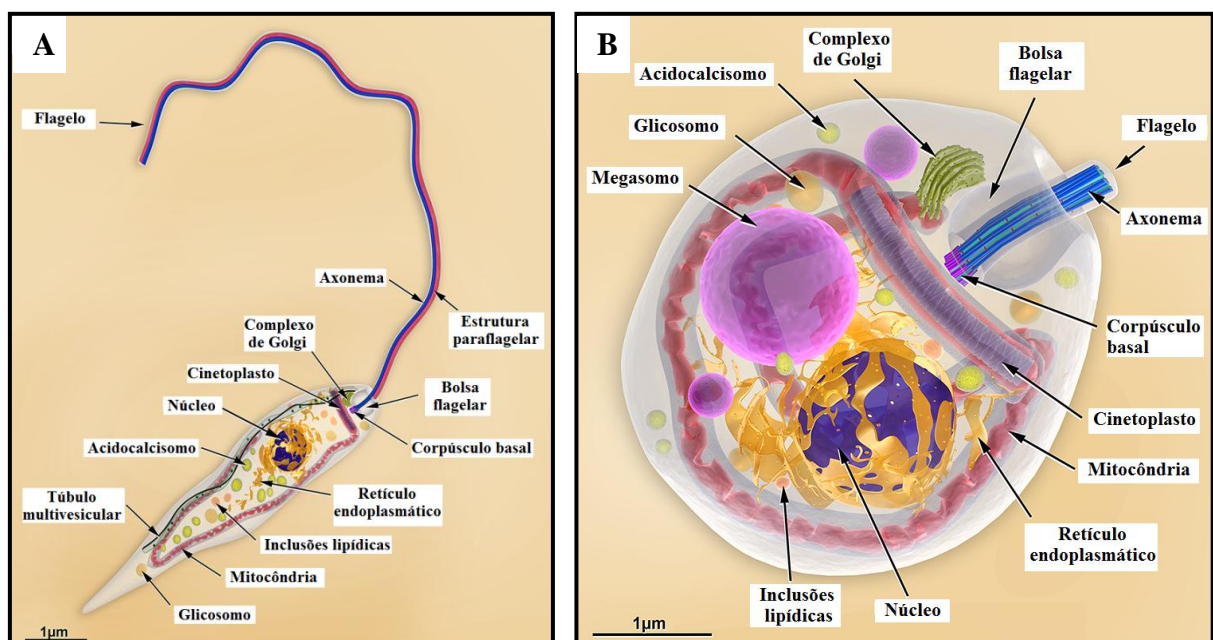 A
Flagelo
Axonema
Estrutura
paraflagelar
Complexo
de Golgi
Cinetoplasto
Núcleo
Bolsa
flagelar
Corpúsculo basal
Acidocalcisomo
Túbulo
multivesicular
Retículo
endoplasmático
Inclusões lipídicas
Mitocôndria
Glicosomo
1µm
B
Complexo
de Golgi
Bolsa
flagelar
Acidocalcisomo
Glicosomo
Flagelo
Megasomo
Axonema
Corpúsculo
basal
Cinetoplasto
Mitocôndria
Retículo
endoplasmático
Inclusões
lipídicas
Núcleo
1µm